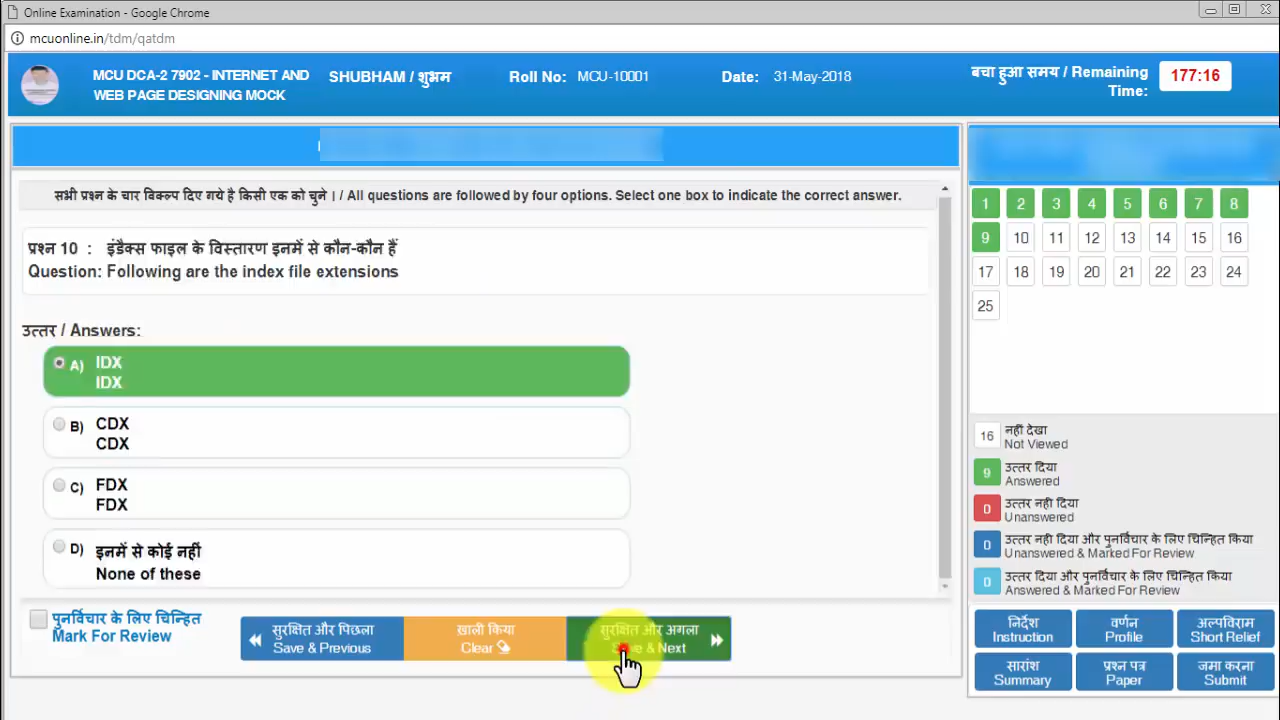 Online Examination - Google Chrome
mcuonline.in/tdm/qatdm
MCU DCA-2 7902 - INTERNET AND
WEB PAGE DESIGNING MOCK
SHUBHAM / शुभम
Roll No: MCU-10001
Date: 31-May-2018
बचा हुआ समय / Remaining
Time:
177:16
सभी प्रश्न के चार विकल्प दिए गये है किसी एक को चुने । / All questions are followed by four options. Select one box to indicate the correct answer.
प्रश्न 10 : इंडैक्स फाइल के विस्तारण इनमें से कौन-कौन हैं
Question: Following are the index file extensions
उत्तर / Answers:
A) IDX
IDX
B) CDX
CDX
C) FDX
FDX
D) इनमें से कोई नहीं
None of these
पुनर्विचार के लिए चिन्हित
Mark For Review
सुरक्षित और पिछला
Save & Previous
ख़ाली किया
Clear
सुरक्षित और अगला
Save & Next
1 2 3 4 5 6 7 8
9 10 11 12 13 14 15 16
17 18 19 20 21 22 23 24
25
16 नहीं देखा
Not Viewed
9 उत्तर दिया
Answered
0 उत्तर नही दिया
Unanswered
0 उत्तर नही दिया और पुनर्विचार के लिए चिन्हित किया
Unanswered & Marked For Review
0 उत्तर दिया और पुनर्विचार के लिए चिन्हित किया
Answered & Marked For Review
निर्देश
Instruction
वर्णन
Profile
अल्पविराम
Short Relief
सारांश
Summary
प्रश्न पत्र
Paper
जमा करना
Submit